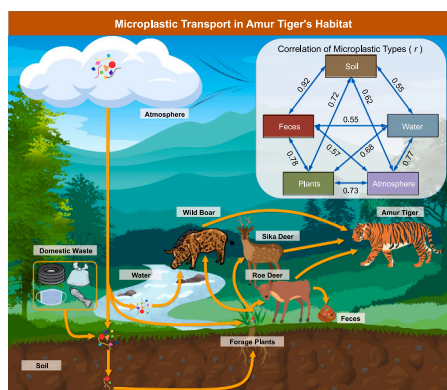 Microplastic Transport in Amur Tiger's Habitat
Correlation of Microplastic Types ( r )
Soil
Atmosphere
0.92
0.72
0.62
0.55
Feces
0.55
Water
0.78
0.57
0.68
0.77
Plants
0.73
Atmosphere
Wild Boar
Amur Tiger
Sika Deer
Domestic Waste
Water
Roe Deer
Feces
Forage Plants
Soil